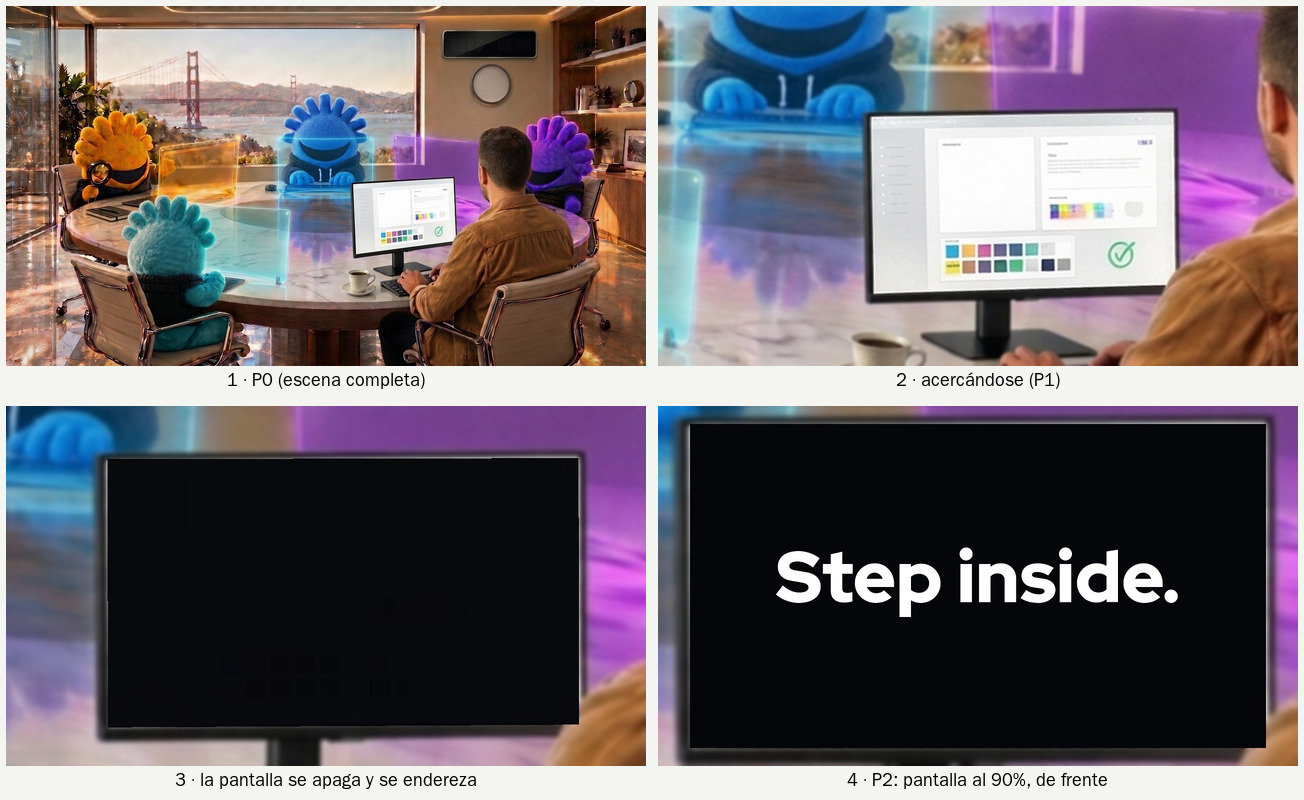 1 · P0 (escena completa)
2 · acercándose (P1)
Step inside.
3 · la pantalla se apaga y se endereza
4 · P2: pantalla al 90%, de frente